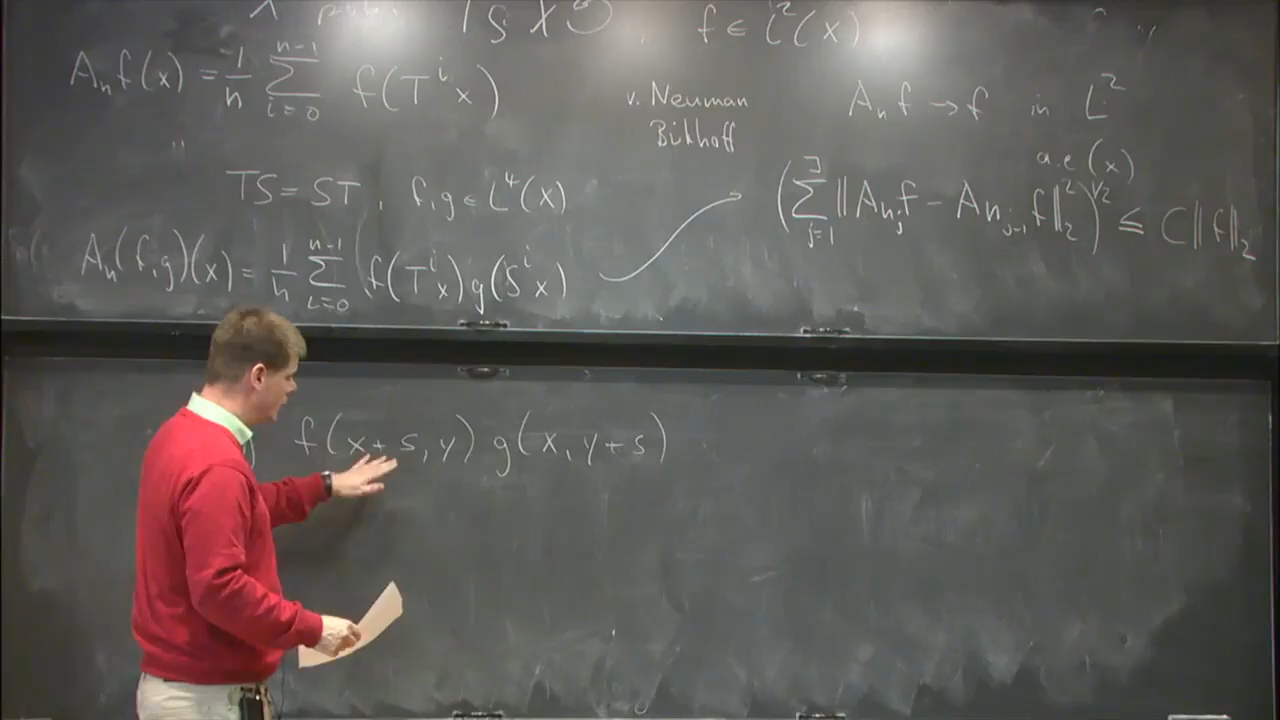 f ∈ L²(X)
Aₙf(x) = 1/n ∑_{i=0}^{n-1} f(Tⁱx)
v. Neuman
Birkhoff
Aₙf → f in L²
a.e (x)
TS = ST, f,g ∈ L⁴(X)
(∑_{j=1}^{J} ‖A_{n_j}f − A_{n_{j-1}}f‖₂²)^{1/2} ≤ C‖f‖₂
Aₙ(f,g)(x) = 1/n ∑_{i=0}^{n-1} f(Tⁱx)g(Sⁱx)
f(x+s,y) g(x,y+s)